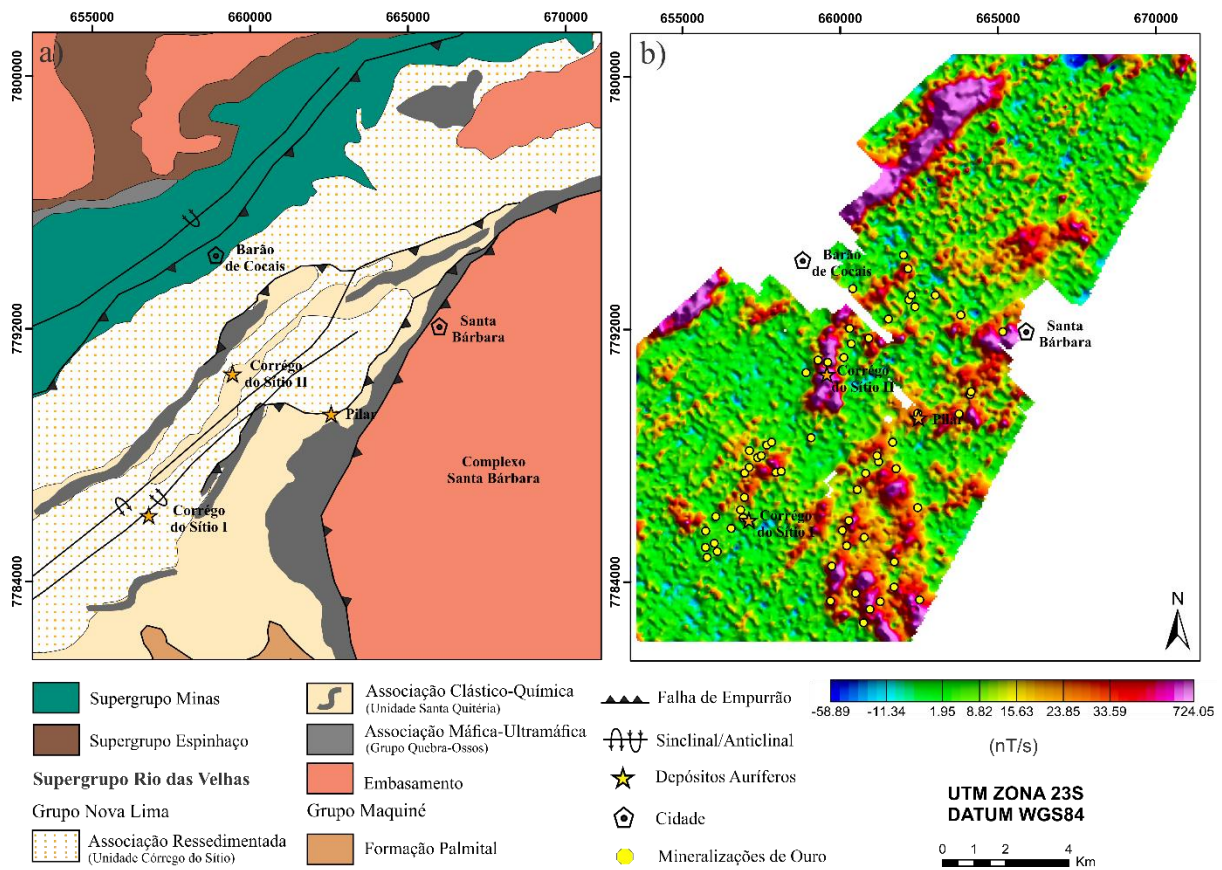 655000 660000 665000 670000 655000 660000 665000 670000
a)
b)
7800000
7792000
7784000
Barão
de Cocais
Santa
Bárbara
Corrégo
do Sítio II
Pilar
Complexo
Santa Bárbara
Corrégo
do Sítio I
7800000
7792000
7784000
Barão
de Cocais
Santa
Bárbara
Corrégo
do Sítio II
Pilar
Corrégo
do Sítio I
N
Supergrupo Minas
Supergrupo Espinhaço
Supergrupo Rio das Velhas
Grupo Nova Lima
Associação Ressedimentada
(Unidade Córrego do Sítio)
Associação Clástico-Química
(Unidade Santa Quitéria)
Associação Máfica-Ultramáfica
(Grupo Quebra-Ossos)
Embasamento
Grupo Maquiné
Formação Palmital
Falha de Empurrão
Sinclinal/Anticlinal
Depósitos Auríferos
Cidade
Mineralizações de Ouro
-58.89 -11.34 1.95 8.82 15.63 23.85 33.59 724.05
(nT/s)
UTM ZONA 23S
DATUM WGS84
0 1 2 4
Km